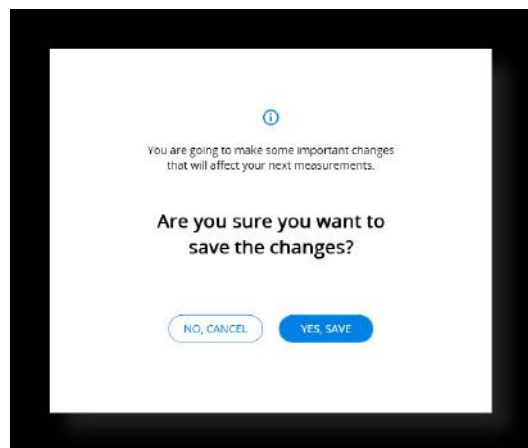 You are going to make some important changes
that will affect your next measurements.
Are you sure you want to
save the changes?
NO, CANCEL
YES, SAVE